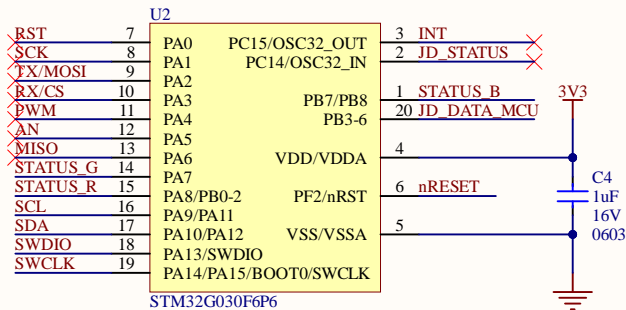 U2
RST 7 PA0 PC15/OSC32_OUT 3 INT
SCK 8 PA1 PC14/OSC32_IN 2 JD_STATUS
TX/MOSI 9 PA2
RX/CS 10 PA3 PB7/PB8 1 STATUS_B 3V3
PWM 11 PA4 PB3-6 20 JD_DATA_MCU
AN 12 PA5
MISO 13 PA6 VDD/VDDA 4
STATUS_G 14 PA7 C4
STATUS_R 15 PA8/PB0-2 PF2/nRST 6 nRESET 1uF
SCL 16 PA9/PA11 16V
SDA 17 PA10/PA12 VSS/VSSA 5 0603
SWDIO 18 PA13/SWDIO
SWCLK 19 PA14/PA15/BOOT0/SWCLK
STM32G030F6P6